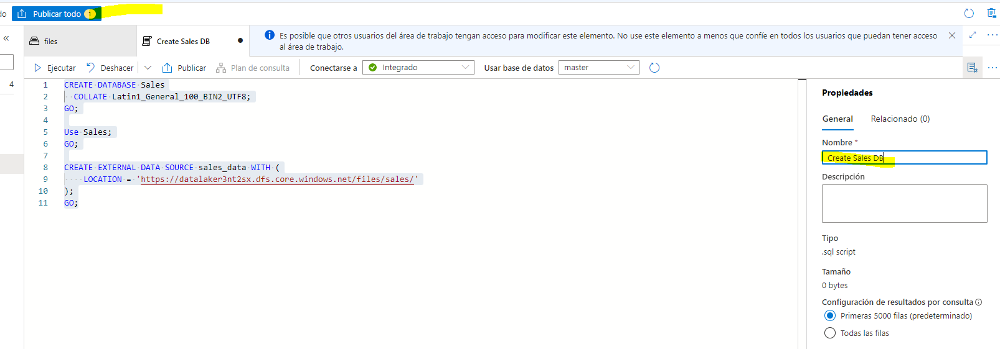 do
Publicar todo 1
files
Create Sales DB
Es posible que otros usuarios del área de trabajo tengan acceso para modificar este elemento. No use este elemento a menos que confíe en todos los usuarios que puedan tener acceso
al área de trabajo.
Ejecutar Deshacer Publicar Plan de consulta Conectarse a Integrado Usar base de datos master
4
1 CREATE DATABASE Sales
2 COLLATE Latin1_General_100_BIN2_UTF8;
3 GO;
4
5 Use Sales;
6 GO;
7
8 CREATE EXTERNAL DATA SOURCE sales_data WITH (
9 LOCATION = 'https://datalaker3nt2sx.dfs.core.windows.net/files/sales/'
10 );
11 GO;
Propiedades
General Relacionado (0)
Nombre *
Create Sales DB
Descripción
Tipo
.sql script
Tamaño
0 bytes
Configuración de resultados por consulta
Primeras 5000 filas (predeterminado)
Todas las filas